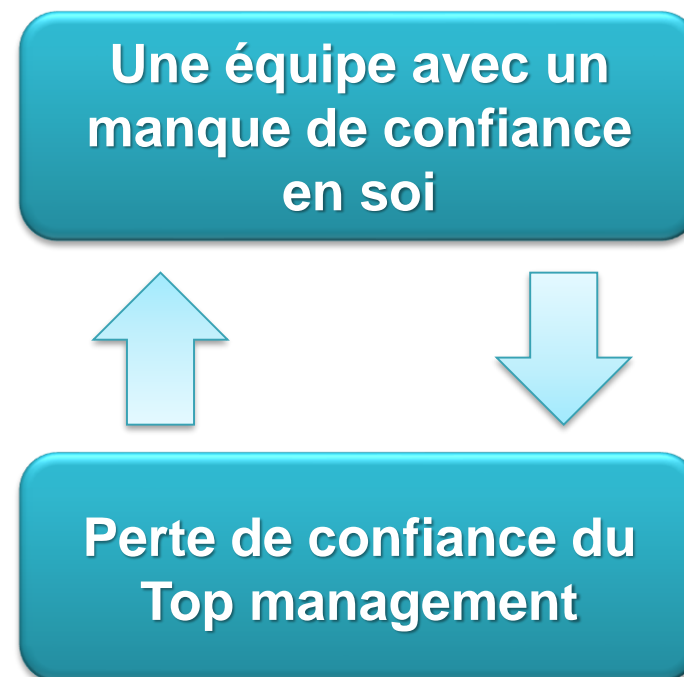 Une équipe avec un
manque de confiance
en soi
Perte de confiance du
Top management